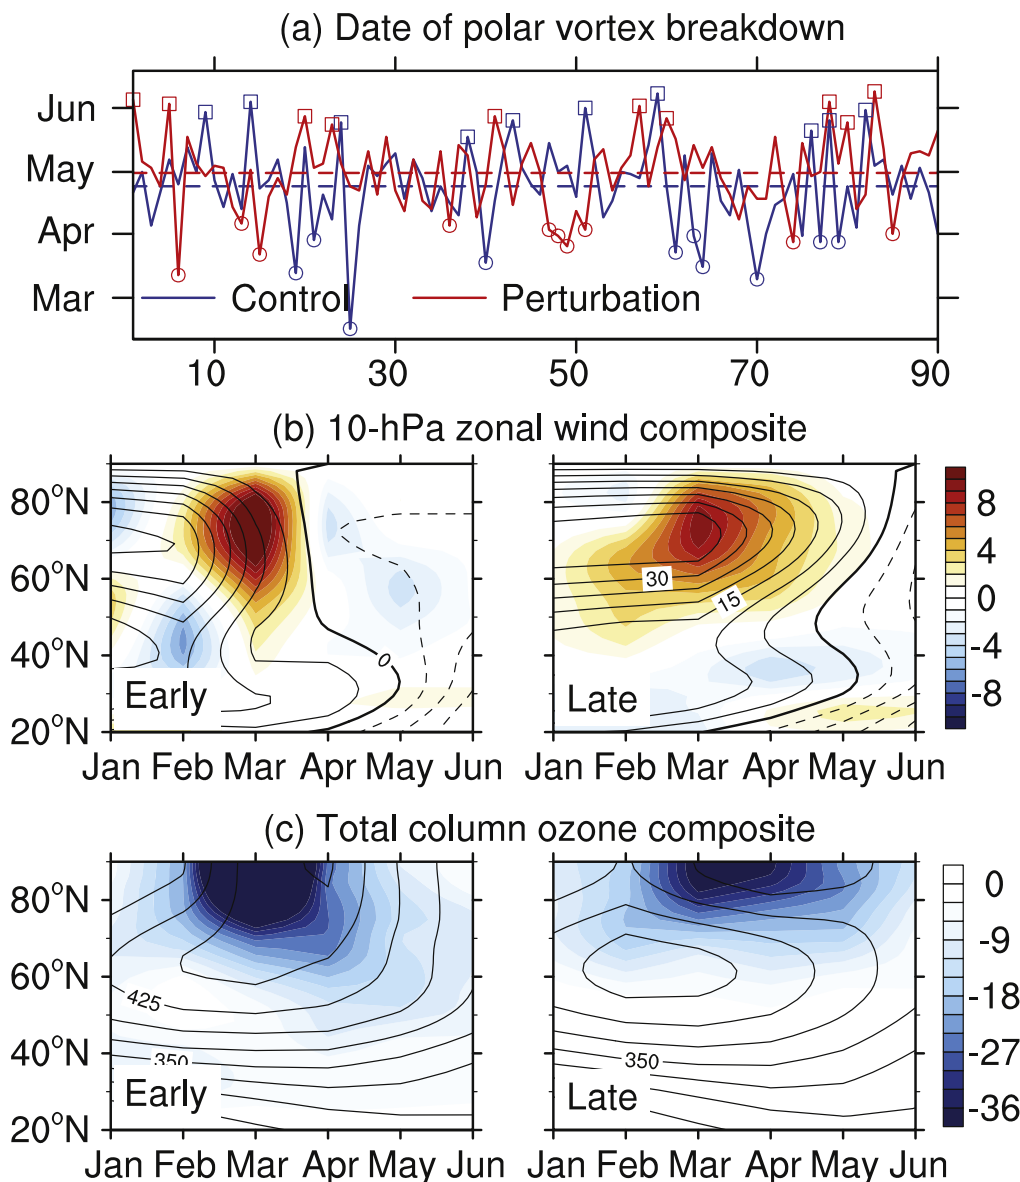 (a) Date of polar vortex breakdown
Jun
May
Apr
Mar
Control
Perturbation
10 30 50 70 90
(b) 10-hPa zonal wind composite
80°N
60°N
40°N
20°N
0
Early
Jan Feb Mar Apr May Jun
30
15
Late
Jan Feb Mar Apr May Jun
8
4
0
-4
-8
(c) Total column ozone composite
80°N
60°N
40°N
20°N
425
350
Early
Jan Feb Mar Apr May Jun
350
Late
Jan Feb Mar Apr May Jun
0
-9
-18
-27
-36